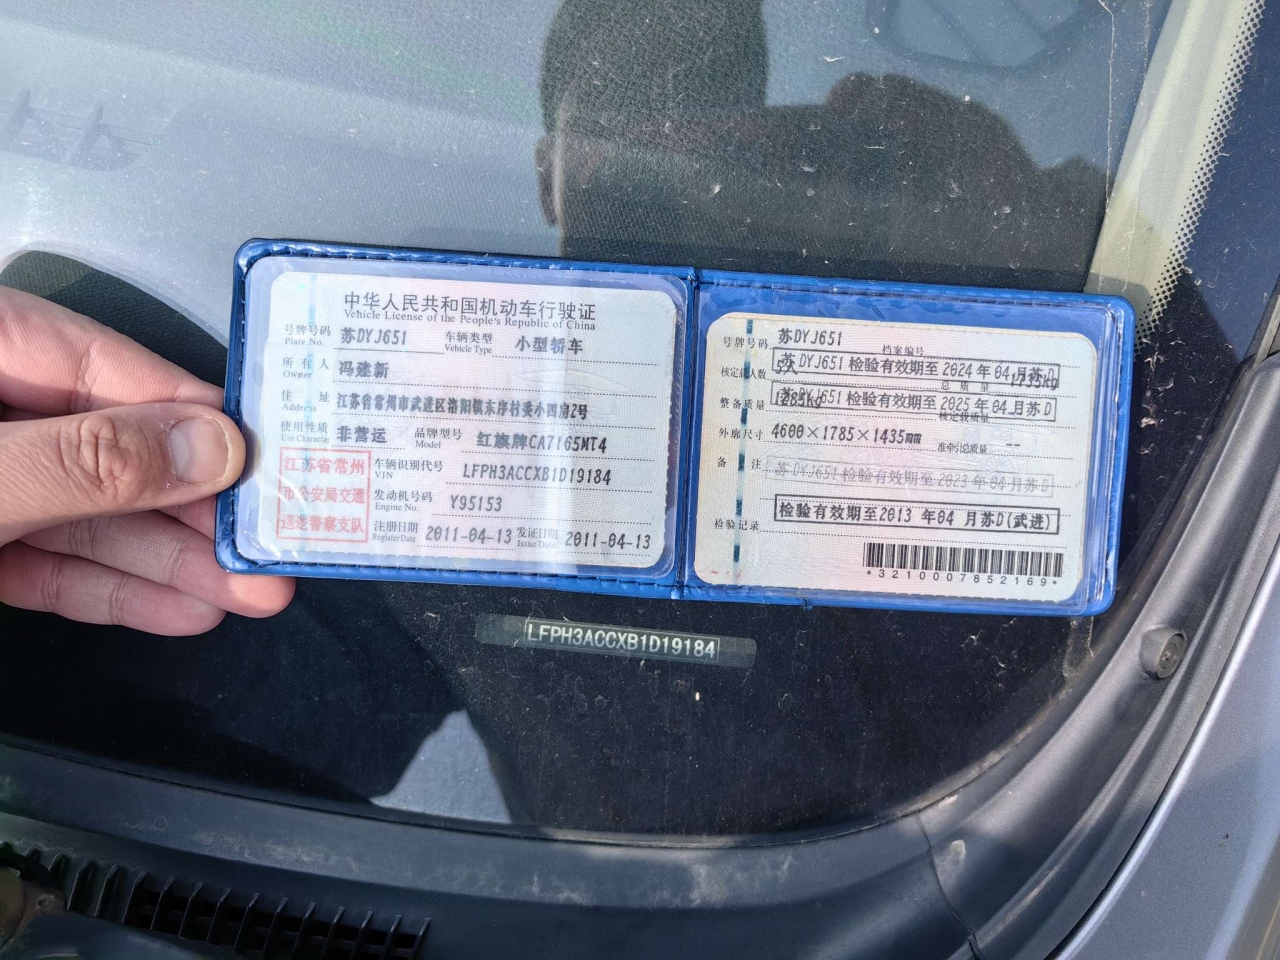 中华人民共和国机动车行驶证
Vehicle License of the People's Republic of China
号牌号码 苏DYJ651 车辆类型 小型轿车
Plate No. Vehicle Type
所有人 冯建新
Owner
住址 江苏省常州市武进区洛阳镇东序村委小四房2号
Address
使用性质 非营运 品牌型号 红旗牌CA7165MT4
Use Character Model
江苏省常州
市公安局交通
巡逻警察支队
车辆识别代号 LFPH3ACCXB1D19184
VIN
发动机号码 Y95153
Engine No.
注册日期 2011-04-13 发证日期 2011-04-13
Register Date Issue Date
号牌号码 苏DYJ651 档案编号
苏DYJ651 检验有效期至2024年04月苏D
核定载人数 5人 总质量 1735kg
苏DYJ651 检验有效期至2025年04月苏D
整备质量 1285kg 核定载质量
外廓尺寸 4600×1785×1435mm 准牵引总质量 --
备注 苏DYJ651 检验有效期至2023年04月苏D
检验记录 检验有效期至2013年04月苏D(武进)
*3210007852169*
LFPH3ACCXB1D19184